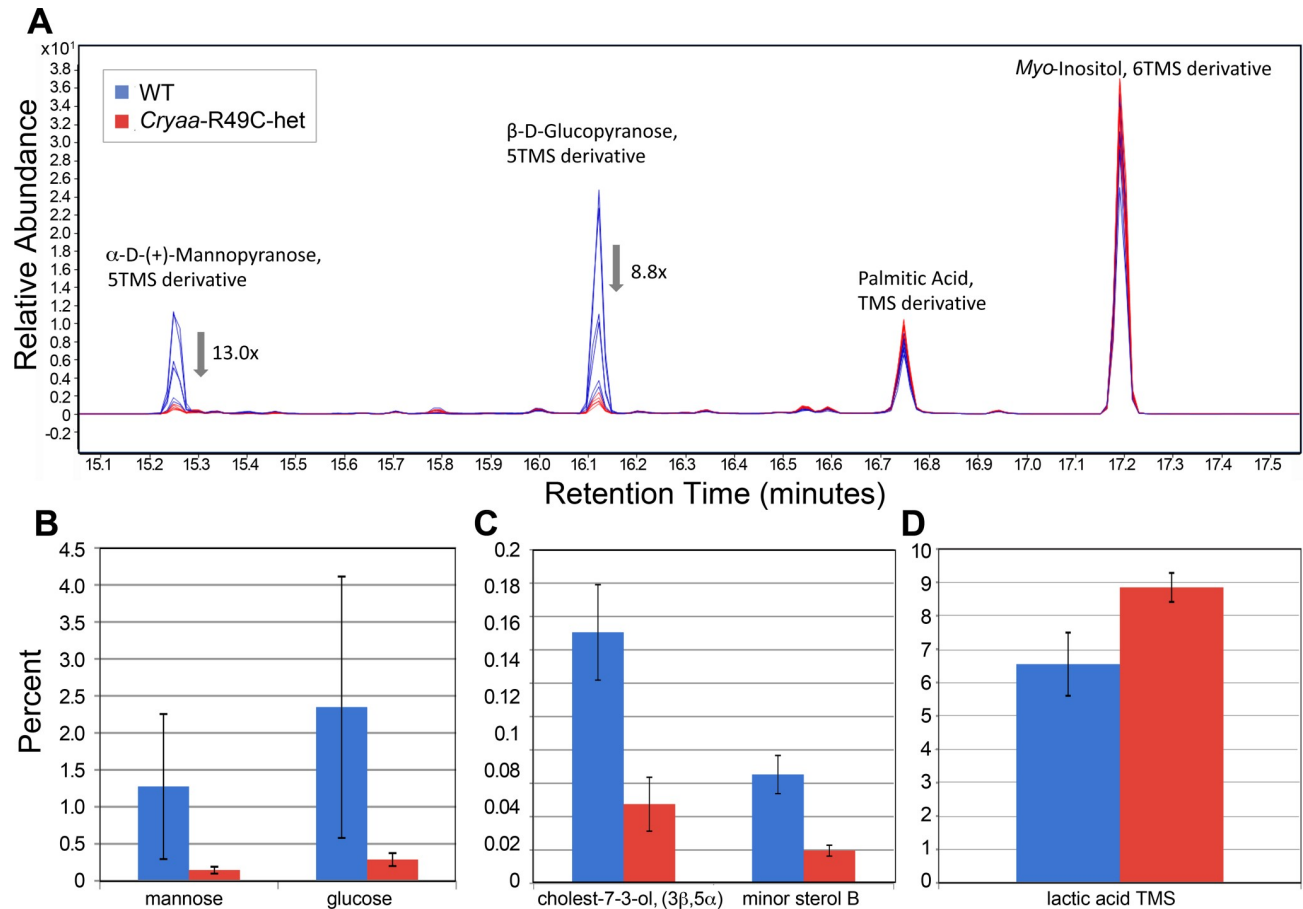 A
x10¹
3.8
3.6
3.4
3.2
3.0
2.8
2.6
2.4
2.2
2.0
1.8
1.6
1.4
1.2
1.0
0.8
0.6
0.4
0.2
0
-0.2
Relative Abundance
WT
Cryaa-R49C-het
α-D-(+)-Mannopyranose,
5TMS derivative
13.0x
β-D-Glucopyranose,
5TMS derivative
8.8x
Palmitic Acid,
TMS derivative
Myo-Inositol, 6TMS derivative
15.1 15.2 15.3 15.4 15.5 15.6 15.7 15.8 15.9 16.0 16.1 16.2 16.3 16.4 16.5 16.6 16.7 16.8 16.9 17.0 17.1 17.2 17.3 17.4 17.5
Retention Time (minutes)
B
Percent
4.5
4.0
3.5
3.0
2.5
2.0
1.5
1.0
0.5
0
mannose glucose
C
0.2
0.16
0.14
0.12
0.1
0.08
0.04
0.02
0
cholest-7-3-ol, (3β,5α) minor sterol B
D
10
9
8
7
6
5
4
3
2
1
0
lactic acid TMS